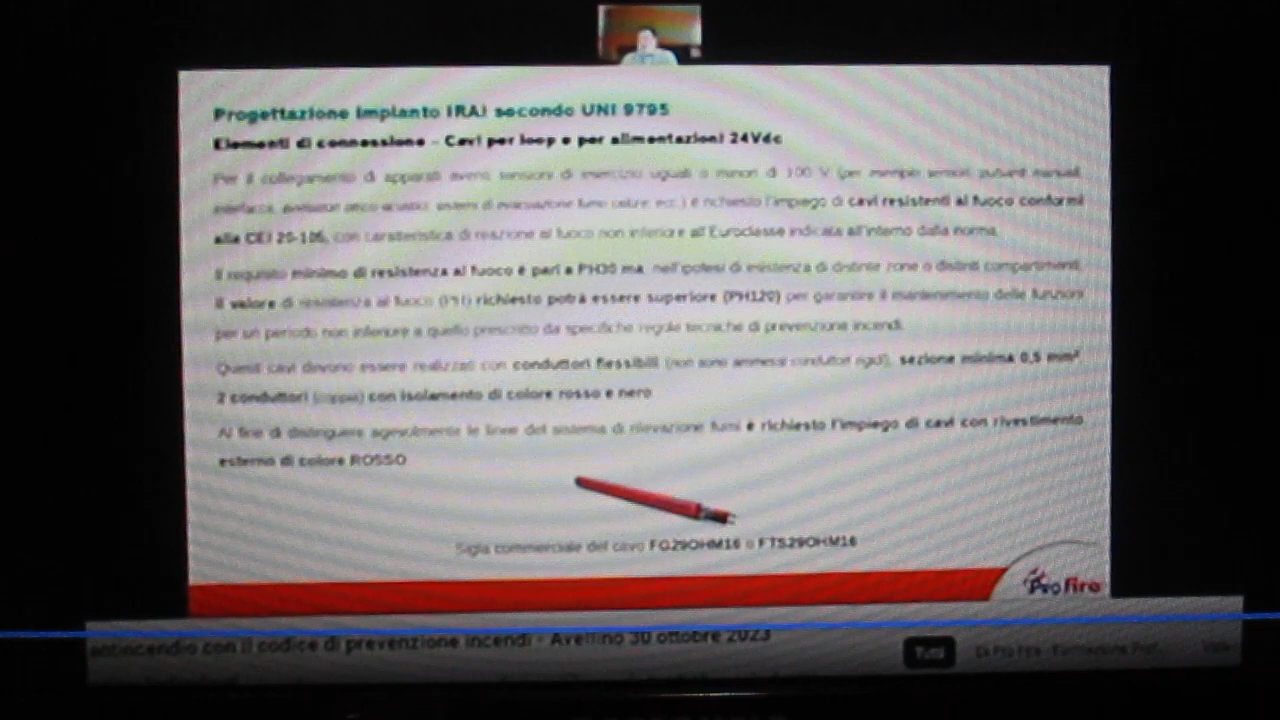 Progettazione impianto IRAI secondo UNI 9795
Elementi di connessione - Cavi per loop e per alimentazioni 24Vdc
Per il collegamento di apparati aventi tensioni di esercizio uguali o minori di 100 V (per esempio sensori, pulsanti manuali,
interfacce, sistemi di evacuazione fumo calore, ecc.) è richiesto l'impiego di cavi resistenti al fuoco conformi
alla CEI 20-105, con caratteristica di reazione al fuoco non inferiore all'Euroclasse indicata all'interno della norma.
Il requisito minimo di resistenza al fuoco è pari a PH30 ma, nell'ipotesi di esistenza di distinte zone o distinti compartimenti,
il valore di resistenza al fuoco (PH) richiesto potrà essere superiore (PH120) per garantire il mantenimento delle funzioni
per un periodo non inferiore a quello prescritto da specifiche regole tecniche di prevenzione incendi.
Questi cavi devono essere realizzati con conduttori flessibili (non sono ammessi conduttori rigidi), sezione minima 0,5 mm²,
2 conduttori (coppia) con isolamento di colore rosso e nero
Al fine di distinguere agevolmente le linee del sistema di rilevazione fumi è richiesto l'impiego di cavi con rivestimento
esterno di colore ROSSO
Sigla commerciale del cavo FG29OHM16 o FTS29OHM16
ProFire
antincendio con il codice di prevenzione incendi - Avellino 30 ottobre 2023
Tutti
Di Pro Fire - Formazione Prof...